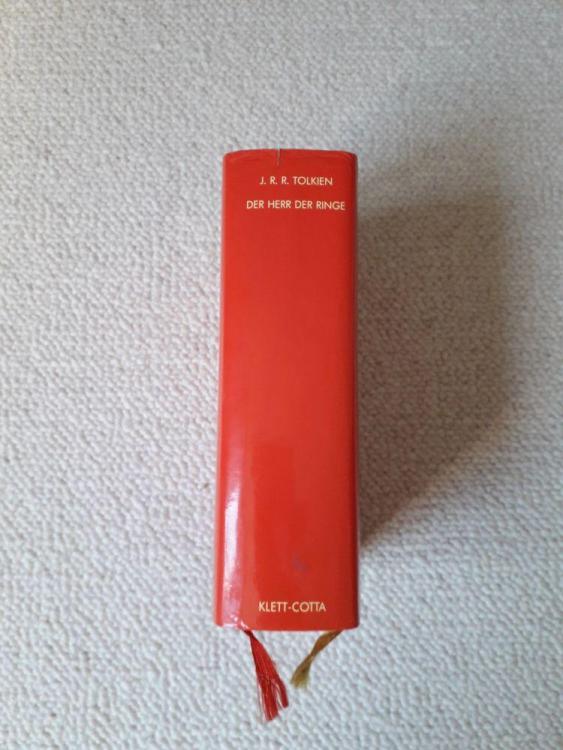 J. R. R. TOLKIEN
DER HERR DER RINGE
KLETT-COTTA